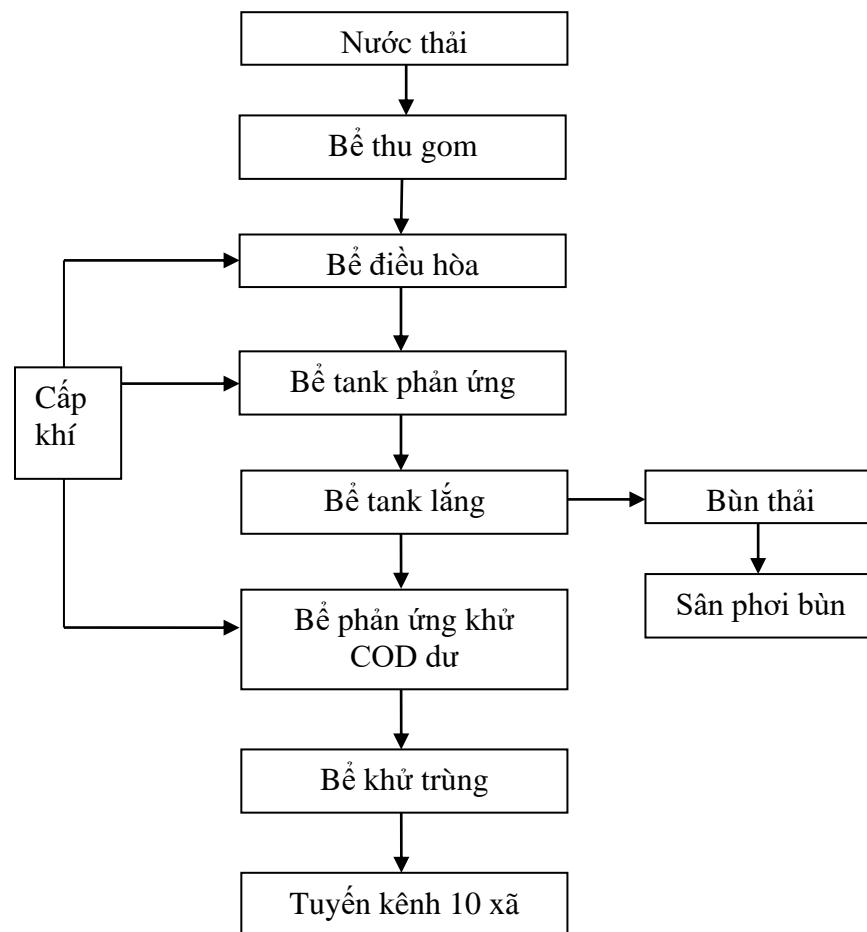 Nước thải
Bể thu gom
Bể điều hòa
Bể tank phản ứng
Cấp
khí
Bể tank lắng
Bùn thải
Sân phơi bùn
Bể phản ứng khử
COD dư
Bể khử trùng
Tuyến kênh 10 xã